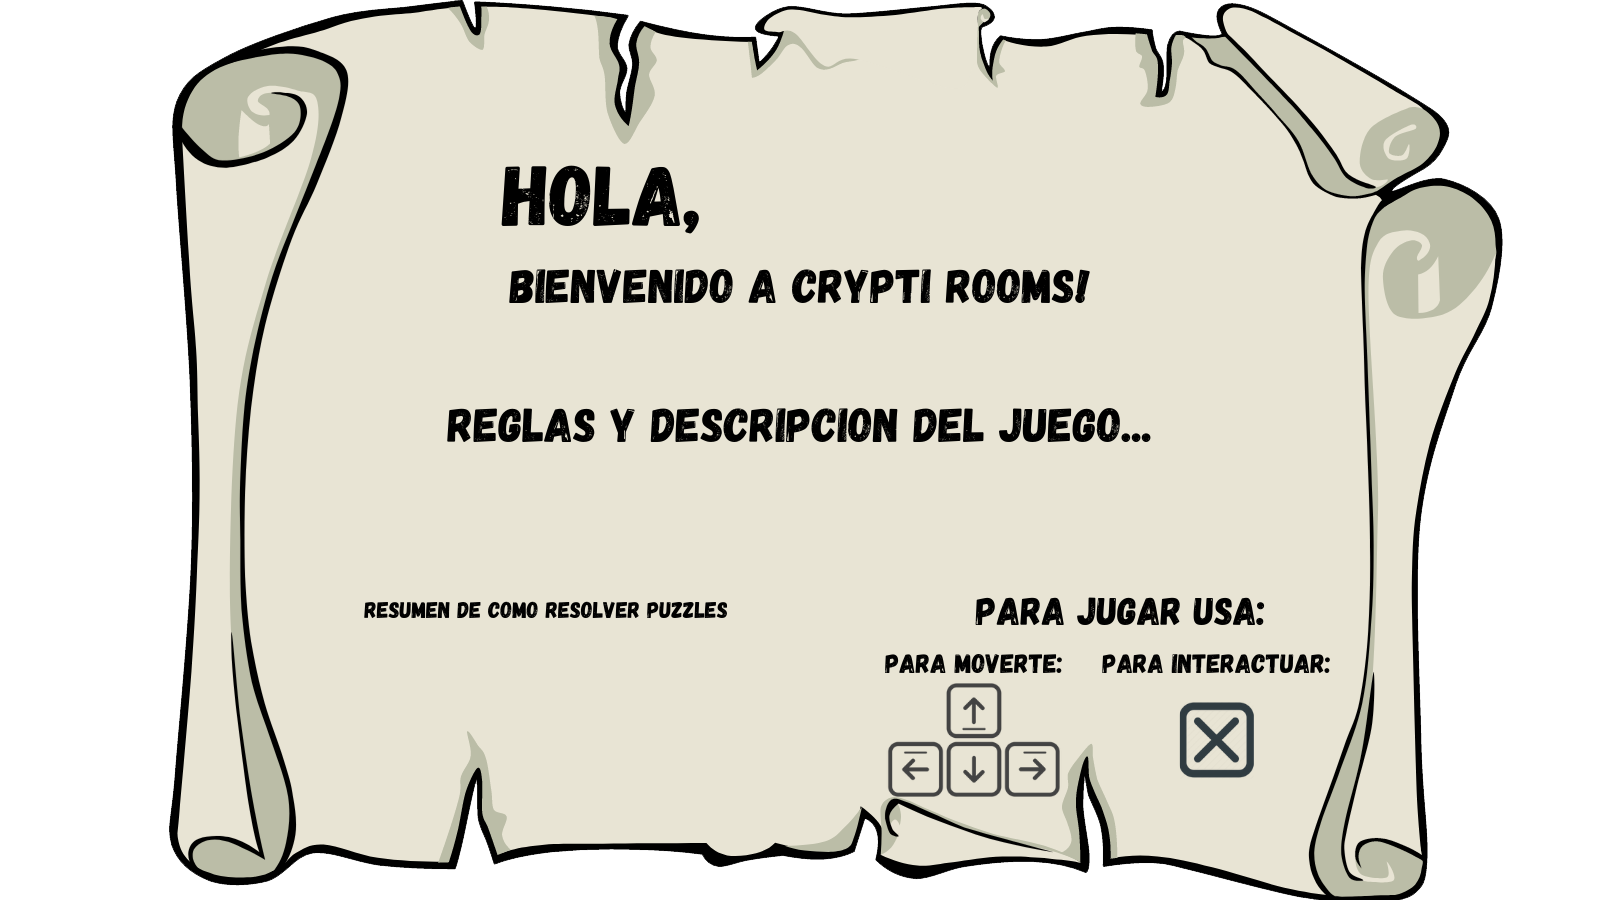 HOLA,
BIENVENIDO A CRYPTI ROOMS!
REGLAS Y DESCRIPCION DEL JUEGO...
RESUMEN DE COMO RESOLVER PUZZLES
PARA JUGAR USA:
PARA MOVERTE: PARA INTERACTUAR:
X